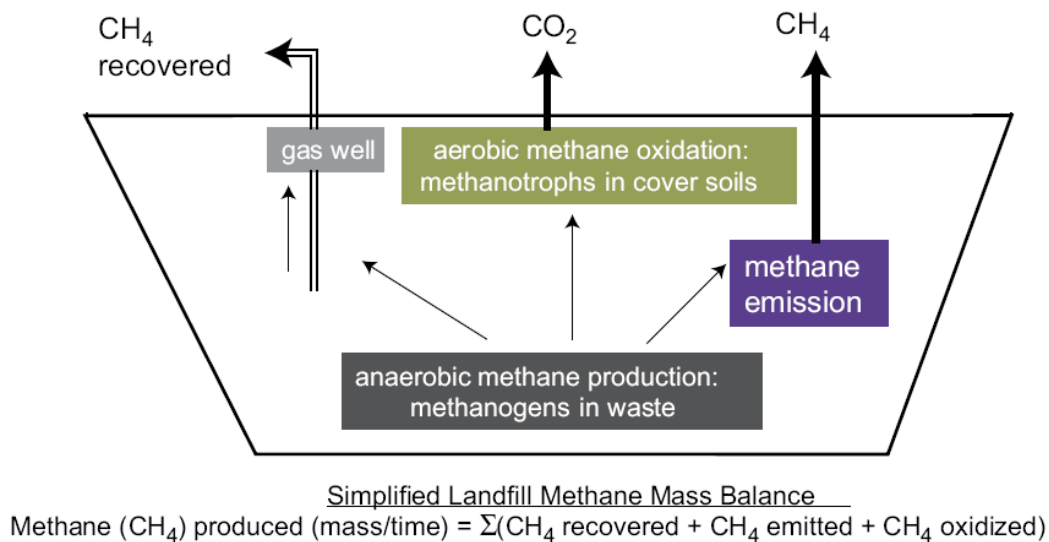 CH₄
recovered
CO₂
CH₄
gas well
aerobic methane oxidation:
methanotrophs in cover soils
methane
emission
anaerobic methane production:
methanogens in waste
Simplified Landfill Methane Mass Balance
Methane (CH₄) produced (mass/time) = Σ(CH₄ recovered + CH₄ emitted + CH₄ oxidized)